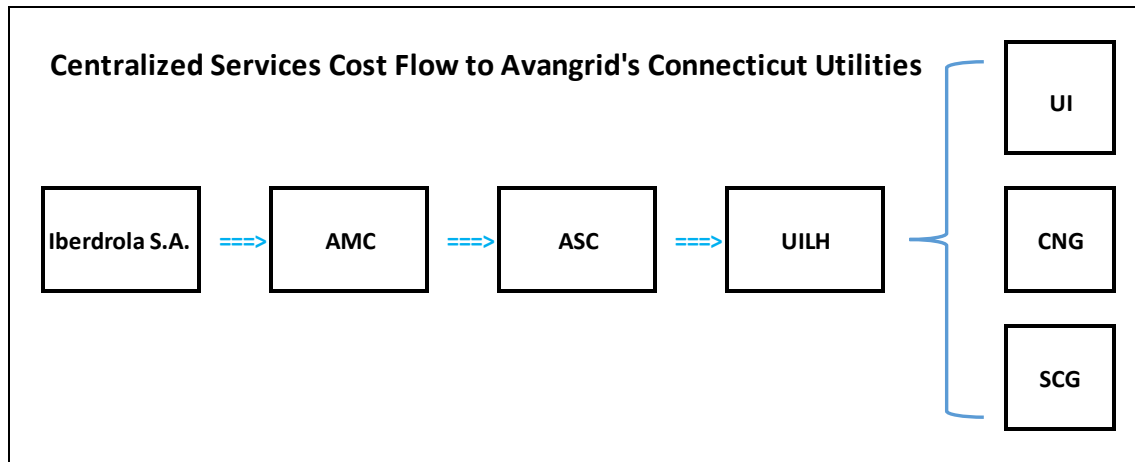 Centralized Services Cost Flow to Avangrid's Connecticut Utilities
UI
Iberdrola S.A. ===> AMC ===> ASC ===> UILH
CNG
SCG